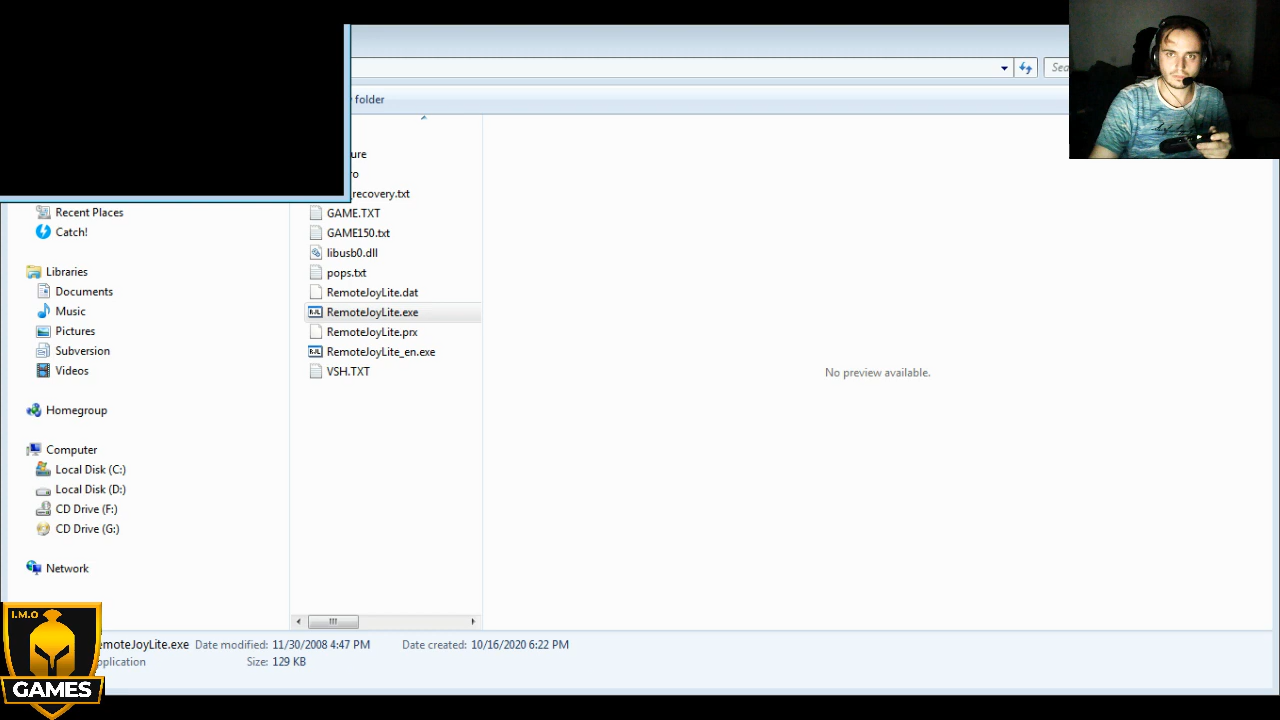 Sea
folder
ure
ro
recovery.txt
GAME.TXT
GAME150.txt
libusb0.dll
pops.txt
RemoteJoyLite.dat
RemoteJoyLite.exe
RemoteJoyLite.prx
RemoteJoyLite_en.exe
VSH.TXT
Recent Places
Catch!
Libraries
Documents
Music
Pictures
Subversion
Videos
Homegroup
Computer
Local Disk (C:)
Local Disk (D:)
CD Drive (F:)
CD Drive (G:)
Network
No preview available.
emoteJoyLite.exe Date modified: 11/30/2008 4:47 PM Date created: 10/16/2020 6:22 PM
pplication Size: 129 KB
I.M.O
GAMES